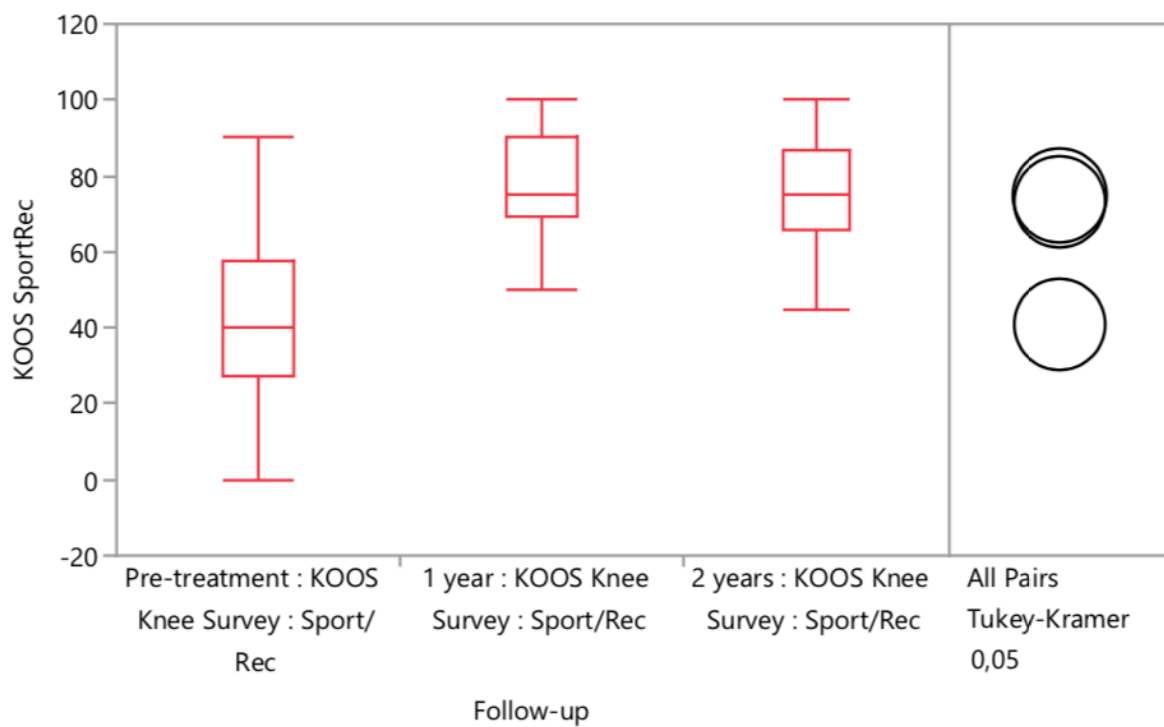 120
100
80
60
40
20
0
-20
KOOS SportRec
Pre-treatment : KOOS
Knee Survey : Sport/
Rec
1 year : KOOS Knee
Survey : Sport/Rec
2 years : KOOS Knee
Survey : Sport/Rec
All Pairs
Tukey-Kramer
0,05
Follow-up